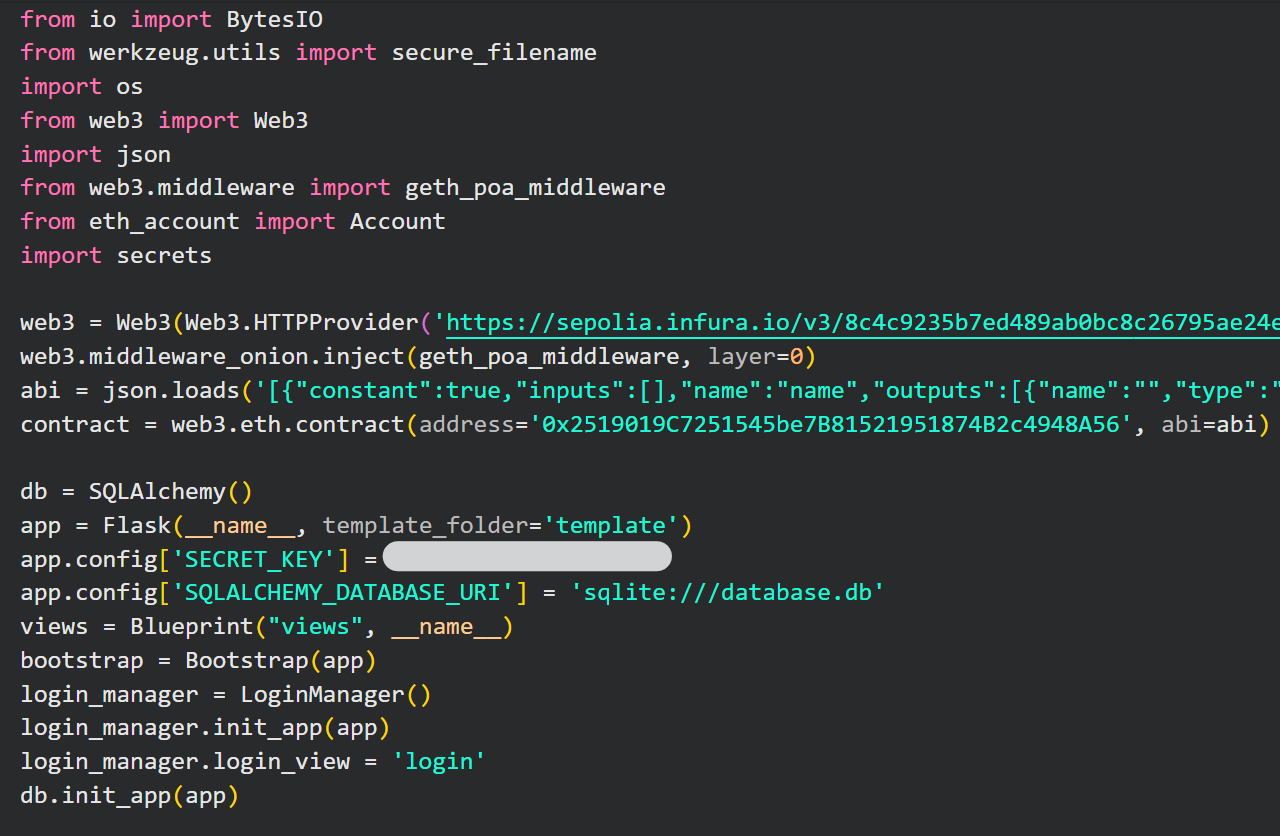 from io import BytesIO
from werkzeug.utils import secure_filename
import os
from web3 import Web3
import json
from web3.middleware import geth_poa_middleware
from eth_account import Account
import secrets
web3 = Web3(Web3.HTTPProvider('https://sepolia.infura.io/v3/8c4c9235b7ed489ab0bc8c26795ae24e
web3.middleware_onion.inject(geth_poa_middleware, layer=0)
abi = json.loads('[{"constant":true,"inputs":[],"name":"name","outputs":[{"name":"","type":"
contract = web3.eth.contract(address='0x2519019C7251545be7B81521951874B2c4948A56', abi=abi)
db = SQLAlchemy()
app = Flask(__name__, template_folder='template')
app.config['SECRET_KEY'] =
app.config['SQLALCHEMY_DATABASE_URI'] = 'sqlite:///database.db'
views = Blueprint("views", __name__)
bootstrap = Bootstrap(app)
login_manager = LoginManager()
login_manager.init_app(app)
login_manager.login_view = 'login'
db.init_app(app)